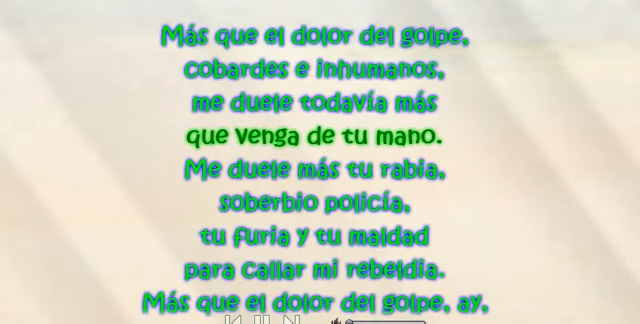 Más que el dolor del golpe,
cobardes e inhumanos,
me duele todavía más
que venga de tu mano.
Me duele más tu rabia,
soberbio policía,
tu furia y tu maldad
para callar mi rebeldia.
Más que el dolor del golpe, ay,